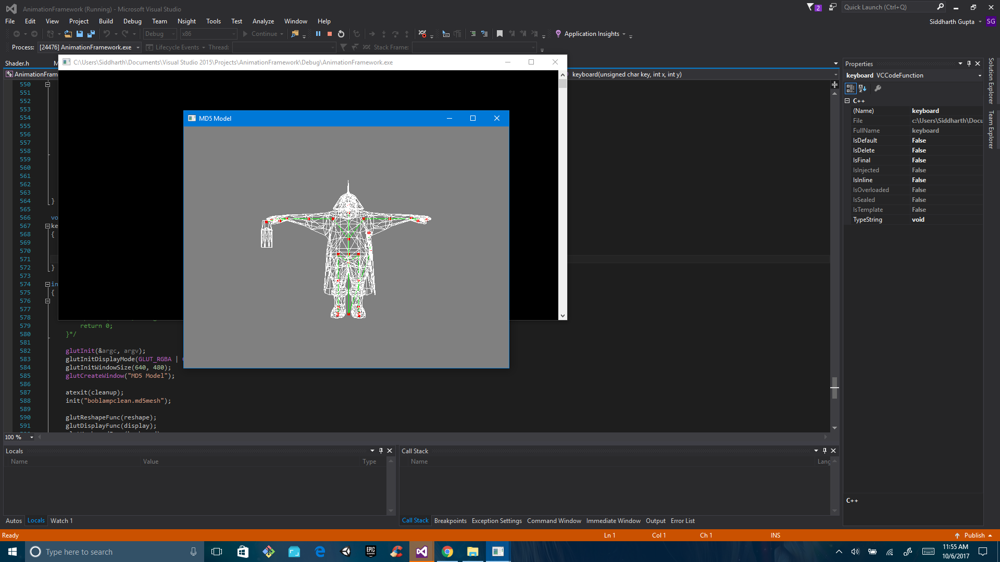 AnimationFramework (Running) - Microsoft Visual Studio
2
Quick Launch (Ctrl+Q)
File Edit View Project Build Debug Team Nsight Tools Test Analyze Window Help
Siddharth Gupta SG
Debug x86 Continue Application Insights
Process: [24476] AnimationFramework.exe Lifecycle Events Thread: Stack Frame:
Shader.h M
C:\Users\Siddharth\Documents\Visual Studio 2015\Projects\AnimationFramework\Debug\AnimationFramework.exe
AnimationFram
keyboard(unsigned char key, int x, int y)
MD5 Model
550
551
552
553
554
555
556
557
558
559
560
561
562
563
564 }
565
566 vo
567 ke
568 {
569
570
571
572 }
573
574 in
575 {
576
577
578
579 return 0;
580 }*/
581
582 glutInit(&argc, argv);
583 glutInitDisplayMode(GLUT_RGBA |
584 glutInitWindowSize(640, 480);
585 glutCreateWindow("MD5 Model");
586
587 atexit(cleanup);
588 init("boblampclean.md5mesh");
589
590 glutReshapeFunc(reshape);
591 glutDisplayFunc(display);
100 %
Properties
keyboard VCCodeFunction
C++
(Name) keyboard
File c:\Users\Siddharth\Docu
FullName keyboard
IsDefault False
IsDelete False
IsFinal False
IsInjected False
IsInline False
IsOverloaded False
IsSealed False
IsTemplate False
TypeString void
C++
Solution Explorer
Team Explorer
Locals
Name Value Type
Autos Locals Watch 1
Call Stack
Name Lang
Call Stack Breakpoints Exception Settings Command Window Immediate Window Output Error List
Ready Ln 1 Col 1 Ch 1 INS Publish
Type here to search
EPIC GAMES
11:55 AM
10/6/2017